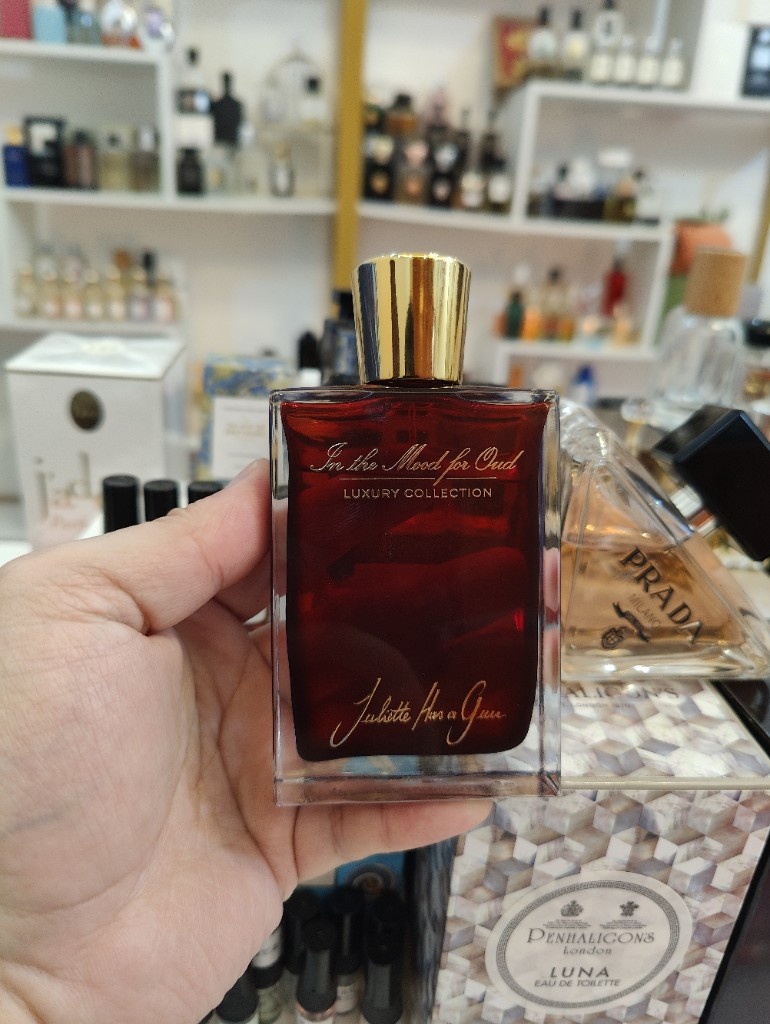 In the Mood for Oud
LUXURY COLLECTION
Juliette Has a Gun
PRADA
MILANO
PENHALIGON'S
London
LUNA
EAU DE TOILETTE